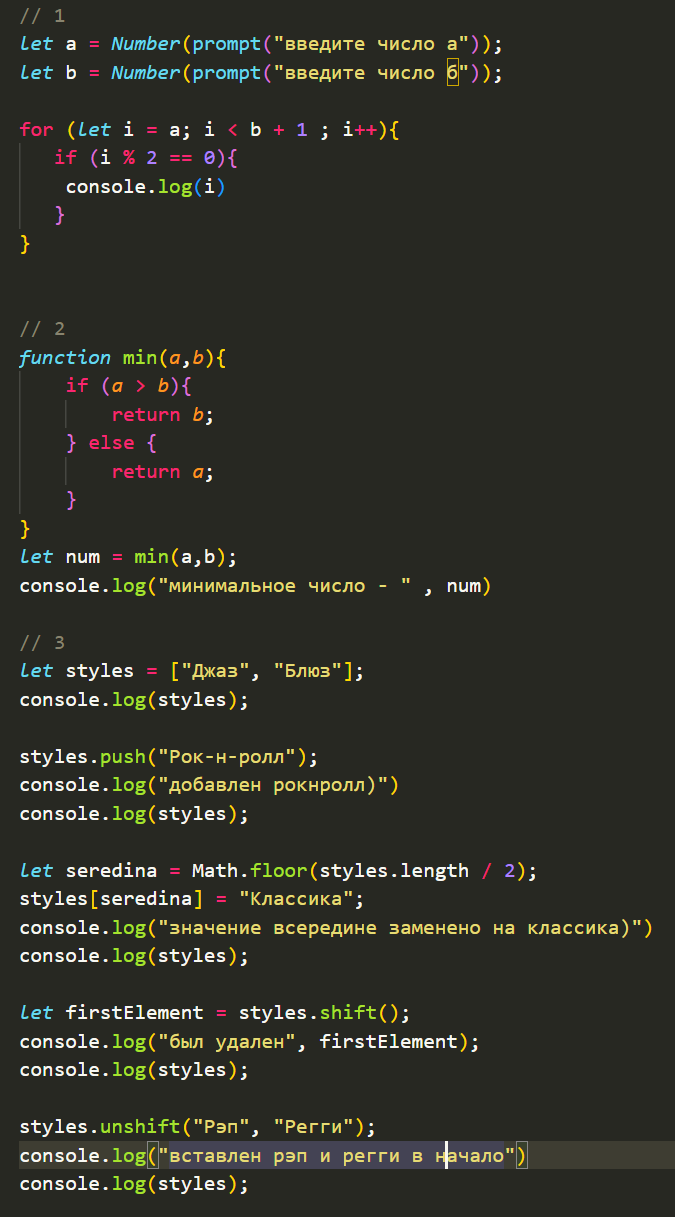 // 1
let a = Number(prompt("введите число а"));
let b = Number(prompt("введите число б"));
for (let i = a; i < b + 1 ; i++){
if (i % 2 == 0){
console.log(i)
}
}
// 2
function min(a,b){
if (a > b){
return b;
} else {
return a;
}
}
let num = min(a,b);
console.log("минимальное число - " , num)
// 3
let styles = ["Джаз", "Блюз"];
console.log(styles);
styles.push("Рок-н-ролл");
console.log("добавлен рокнролл)")
console.log(styles);
let seredina = Math.floor(styles.length / 2);
styles[seredina] = "Классика";
console.log("значение всередине заменено на классика)")
console.log(styles);
let firstElement = styles.shift();
console.log("был удален", firstElement);
console.log(styles);
styles.unshift("Рэп", "Регги");
console.log("вставлен рэп и регги в начало")
console.log(styles);